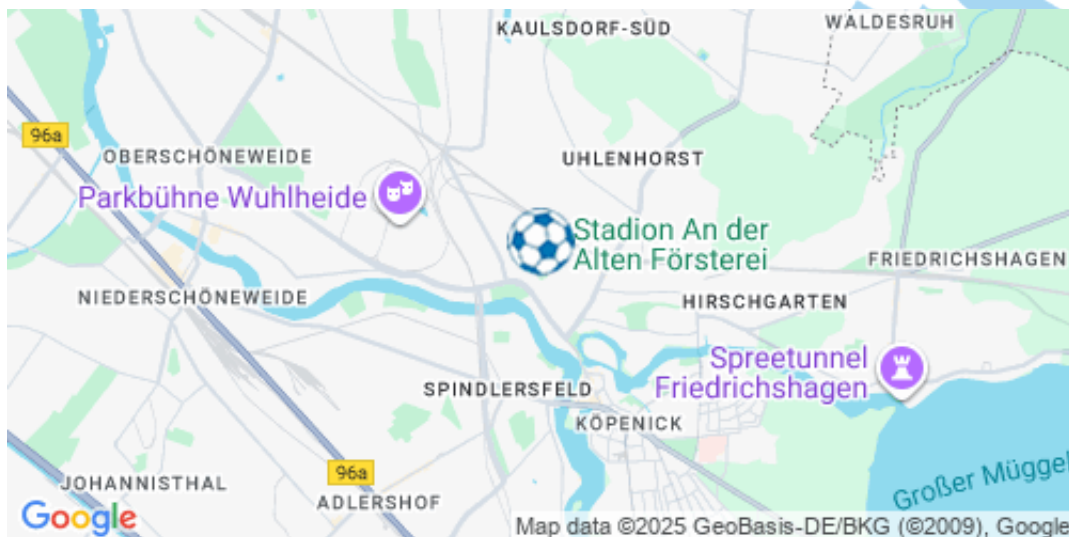 KAULSDORF-SÜD
WALDESRUH
96a
OBERSCHÖNEWEIDE
UHLENHORST
Parkbühne Wuhlheide
Stadion An der
Alten Försterei
FRIEDRICHSHAGEN
NIEDERSCHÖNEWEIDE
HIRSCHGARTEN
Spreetunnel
Friedrichshagen
SPINDLERSFELD
KÖPENICK
96a
JOHANNISTHAL
ADLERSHOF
Großer Müggel
Google
Map data ©2025 GeoBasis-DE/BKG (©2009), Google